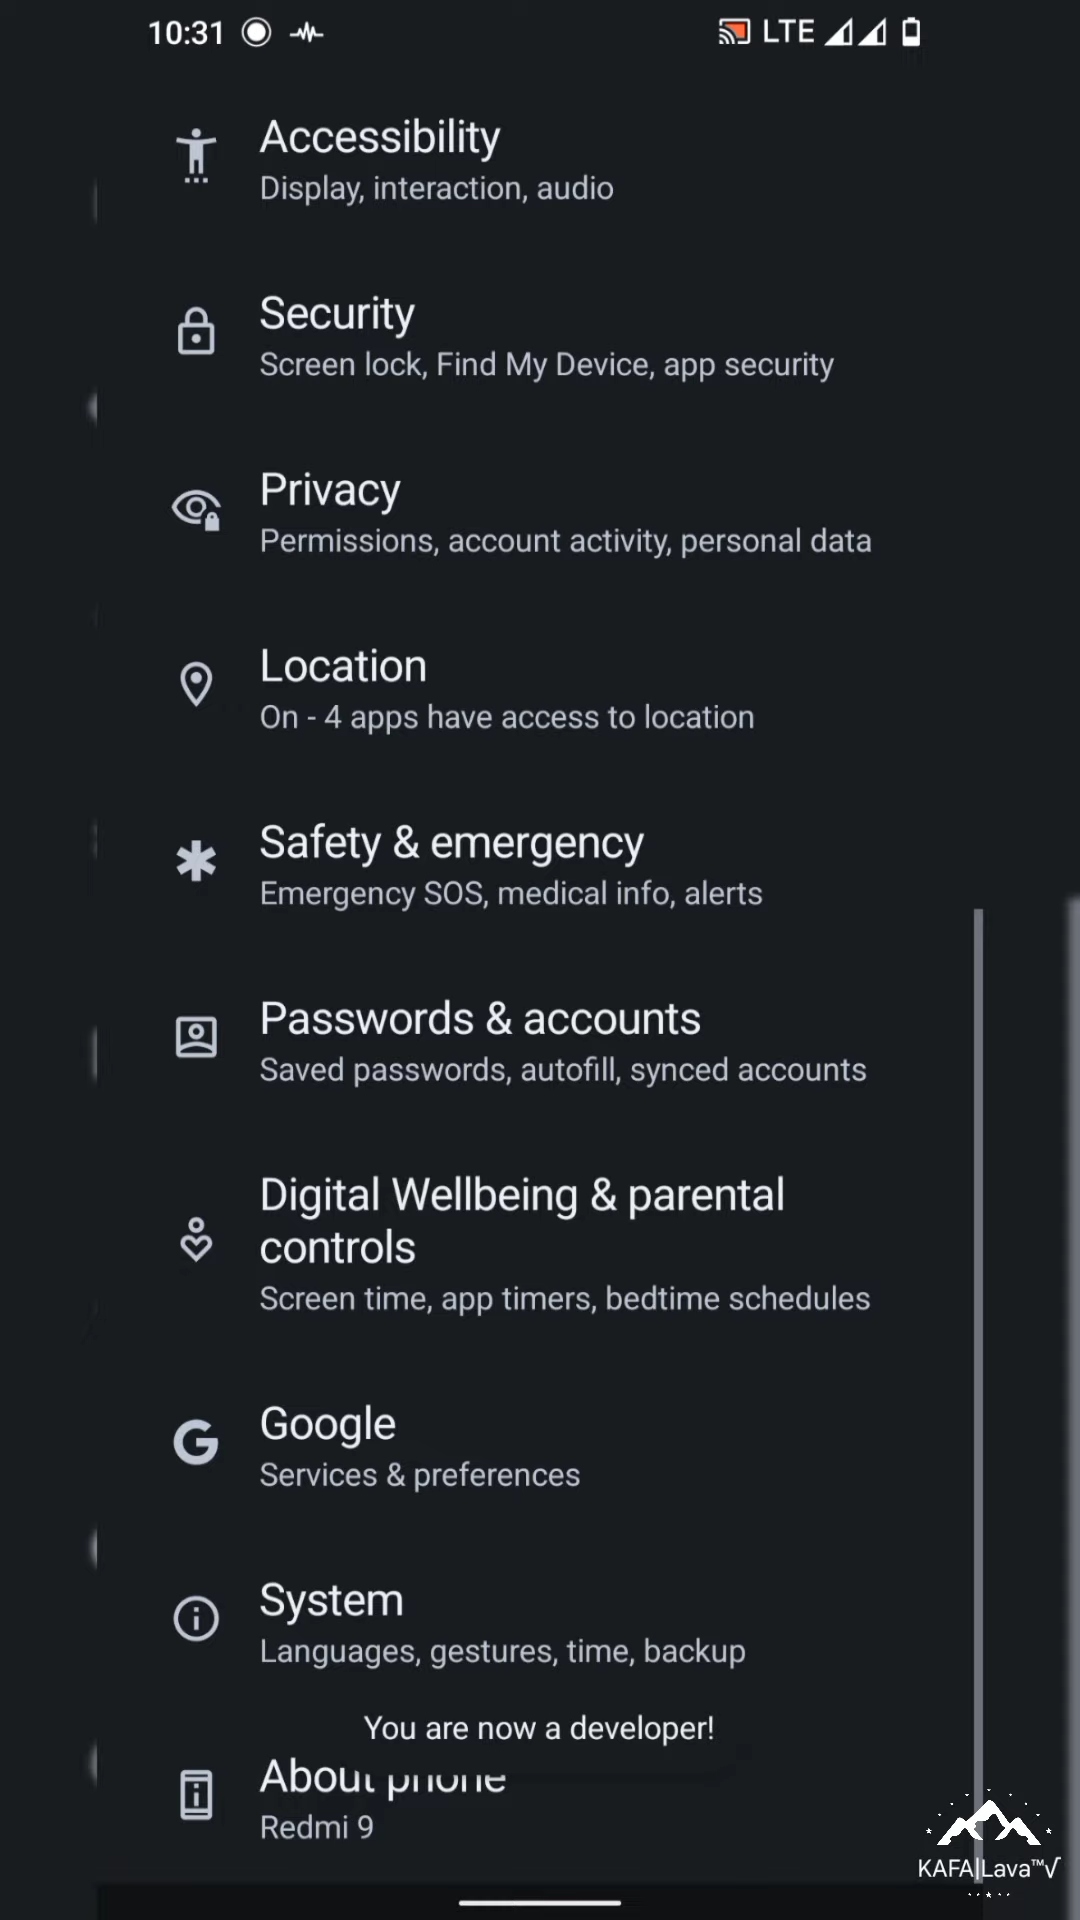 10:31
LTE
Accessibility
Display, interaction, audio
Security
Screen lock, Find My Device, app security
Privacy
Permissions, account activity, personal data
Location
On - 4 apps have access to location
Safety & emergency
Emergency SOS, medical info, alerts
Passwords & accounts
Saved passwords, autofill, synced accounts
Digital Wellbeing & parental
controls
Screen time, app timers, bedtime schedules
Google
Services & preferences
System
Languages, gestures, time, backup
You are now a developer!
About phone
Redmi 9
KAFA|Lava™√